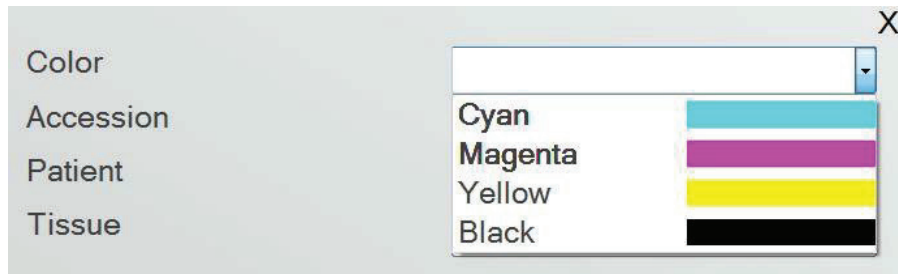 X
Color
Accession
Patient
Tissue
Cyan
Magenta
Yellow
Black